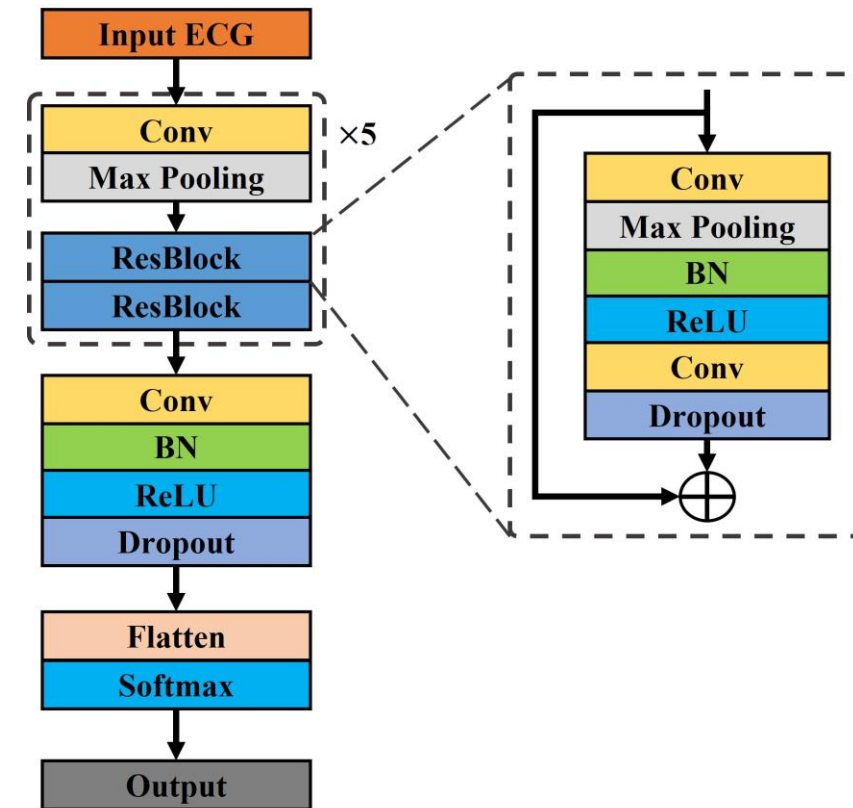 Input ECG
Conv
×5
Max Pooling
ResBlock
ResBlock
Conv
BN
ReLU
Dropout
Flatten
Softmax
Output
Conv
Max Pooling
BN
ReLU
Conv
Dropout